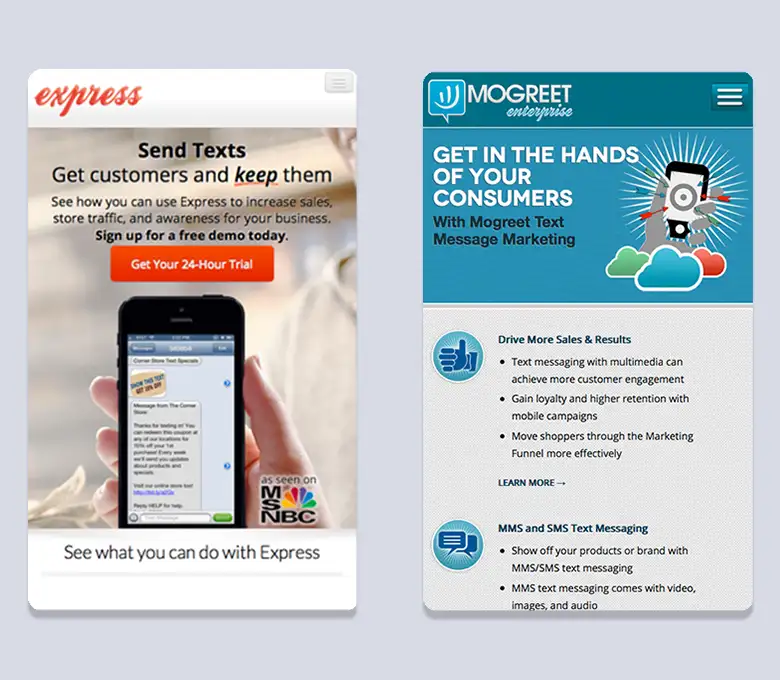 express
Send Texts
Get customers and keep them
See how you can use Express to increase sales,
store traffic, and awareness for your business.
Sign up for a free demo today.
Get Your 24-Hour Trial
Messages
Edit
Corner Store Text Specials
SHOW THIS TEXT
GET 10% OFF
Message from The Corner
Store:
Thanks for texting in! You
can redeem this coupon at
any of our locations for
10% off your 1st
purchase! Every week
we'll send you updates
about products and
specials.
Visit our online store too!
Reply HELP for help.
as seen on
MSNBC
See what you can do with Express
MOGREET
enterprise
GET IN THE HANDS
OF YOUR
CONSUMERS
With Mogreet Text
Message Marketing
Drive More Sales & Results
• Text messaging with multimedia can
achieve more customer engagement
• Gain loyalty and higher retention with
mobile campaigns
• Move shoppers through the Marketing
Funnel more effectively
LEARN MORE→
MMS and SMS Text Messaging
• Show off your products or brand with
MMS/SMS text messaging
• MMS text messaging comes with video,
images, and audio